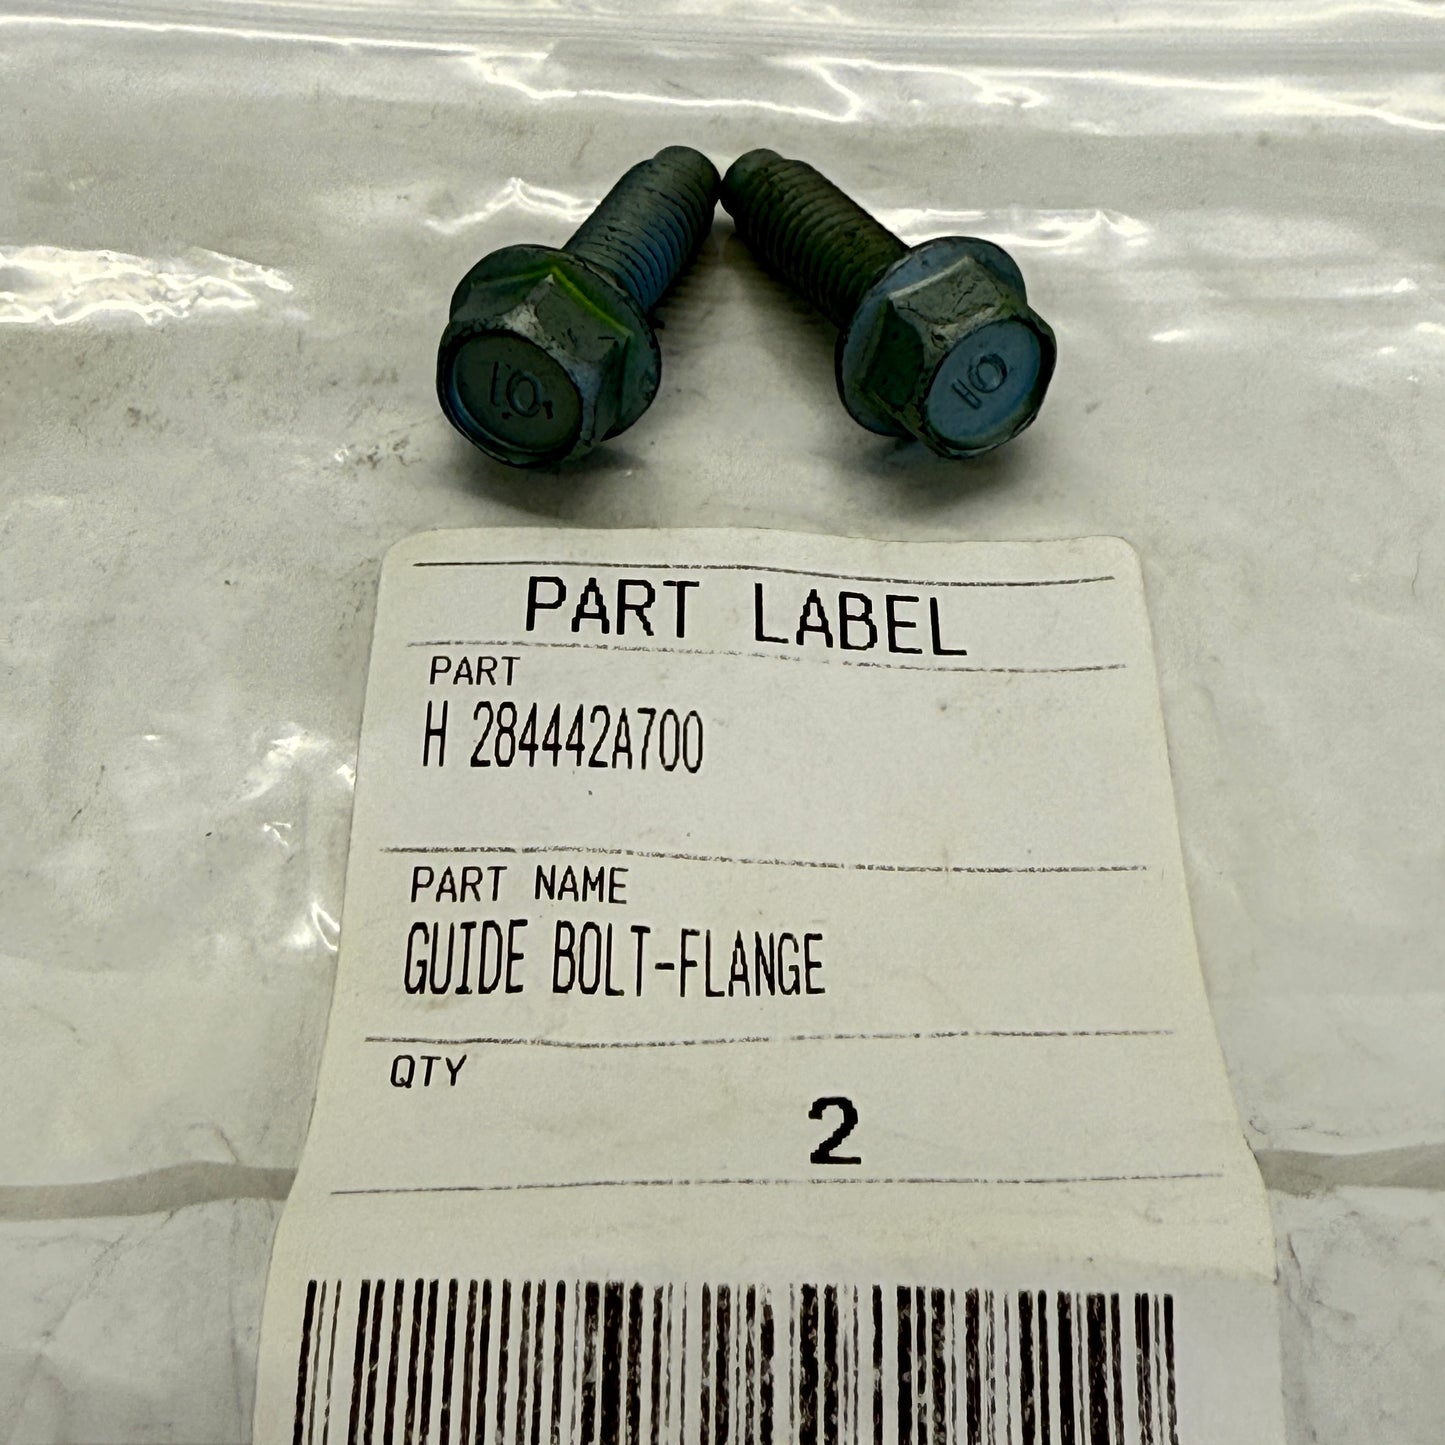 10
10
PART LABEL
PART
H 284442A700
PART NAME
GUIDE BOLT-FLANGE
QTY
2